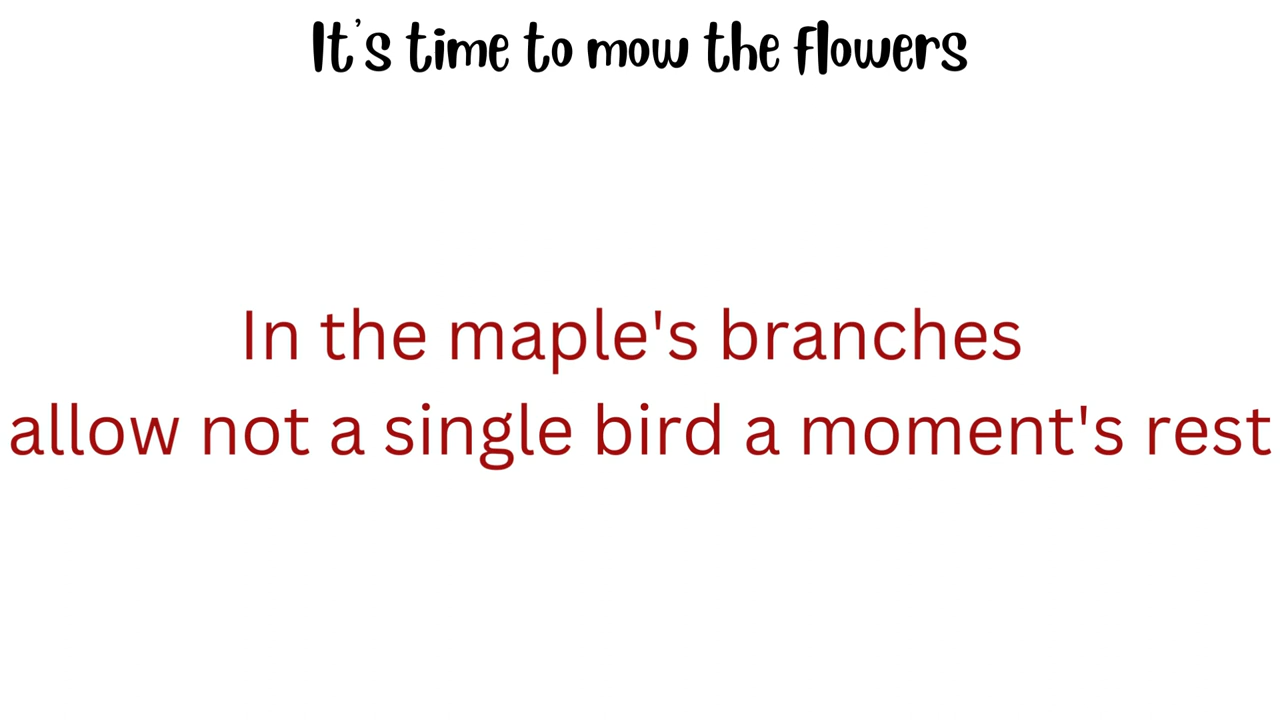 It's time to mow the flowers
In the maple's branches
allow not a single bird a moment's rest